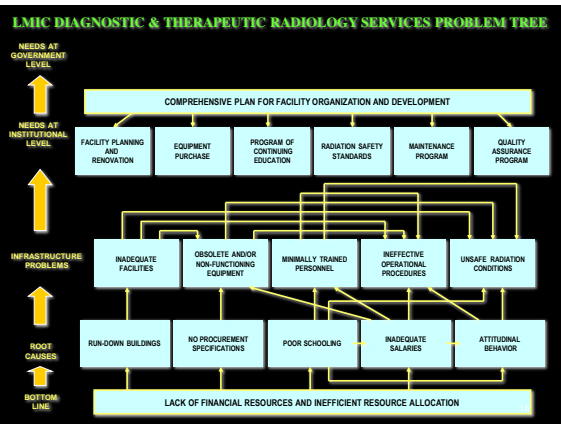 LMIC DIAGNOSTIC & THERAPEUTIC RADIOLOGY SERVICES PROBLEM TREE
NEEDS AT
GOVERNMENT
LEVEL
COMPREHENSIVE PLAN FOR FACILITY ORGANIZATION AND DEVELOPMENT
NEEDS AT
INSTITUTIONAL
LEVEL
FACILITY PLANNING
AND
RENOVATION
EQUIPMENT
PURCHASE
PROGRAM OF
CONTINUING
EDUCATION
RADIATION SAFETY
STANDARDS
MAINTENANCE
PROGRAM
QUALITY
ASSURANCE
PROGRAM
INFRASTRUCTURE
PROBLEMS
INADEQUATE
FACILITIES
OBSOLETE AND/OR
NON-FUNCTIONING
EQUIPMENT
MINIMALLY TRAINED
PERSONNEL
INEFFECTIVE
OPERATIONAL
PROCEDURES
UNSAFE RADIATION
CONDITIONS
ROOT
CAUSES
RUN-DOWN BUILDINGS
NO PROCUREMENT
SPECIFICATIONS
POOR SCHOOLING
INADEQUATE
SALARIES
ATTITUDINAL
BEHAVIOR
BOTTOM
LINE
LACK OF FINANCIAL RESOURCES AND INEFFICIENT RESOURCE ALLOCATION